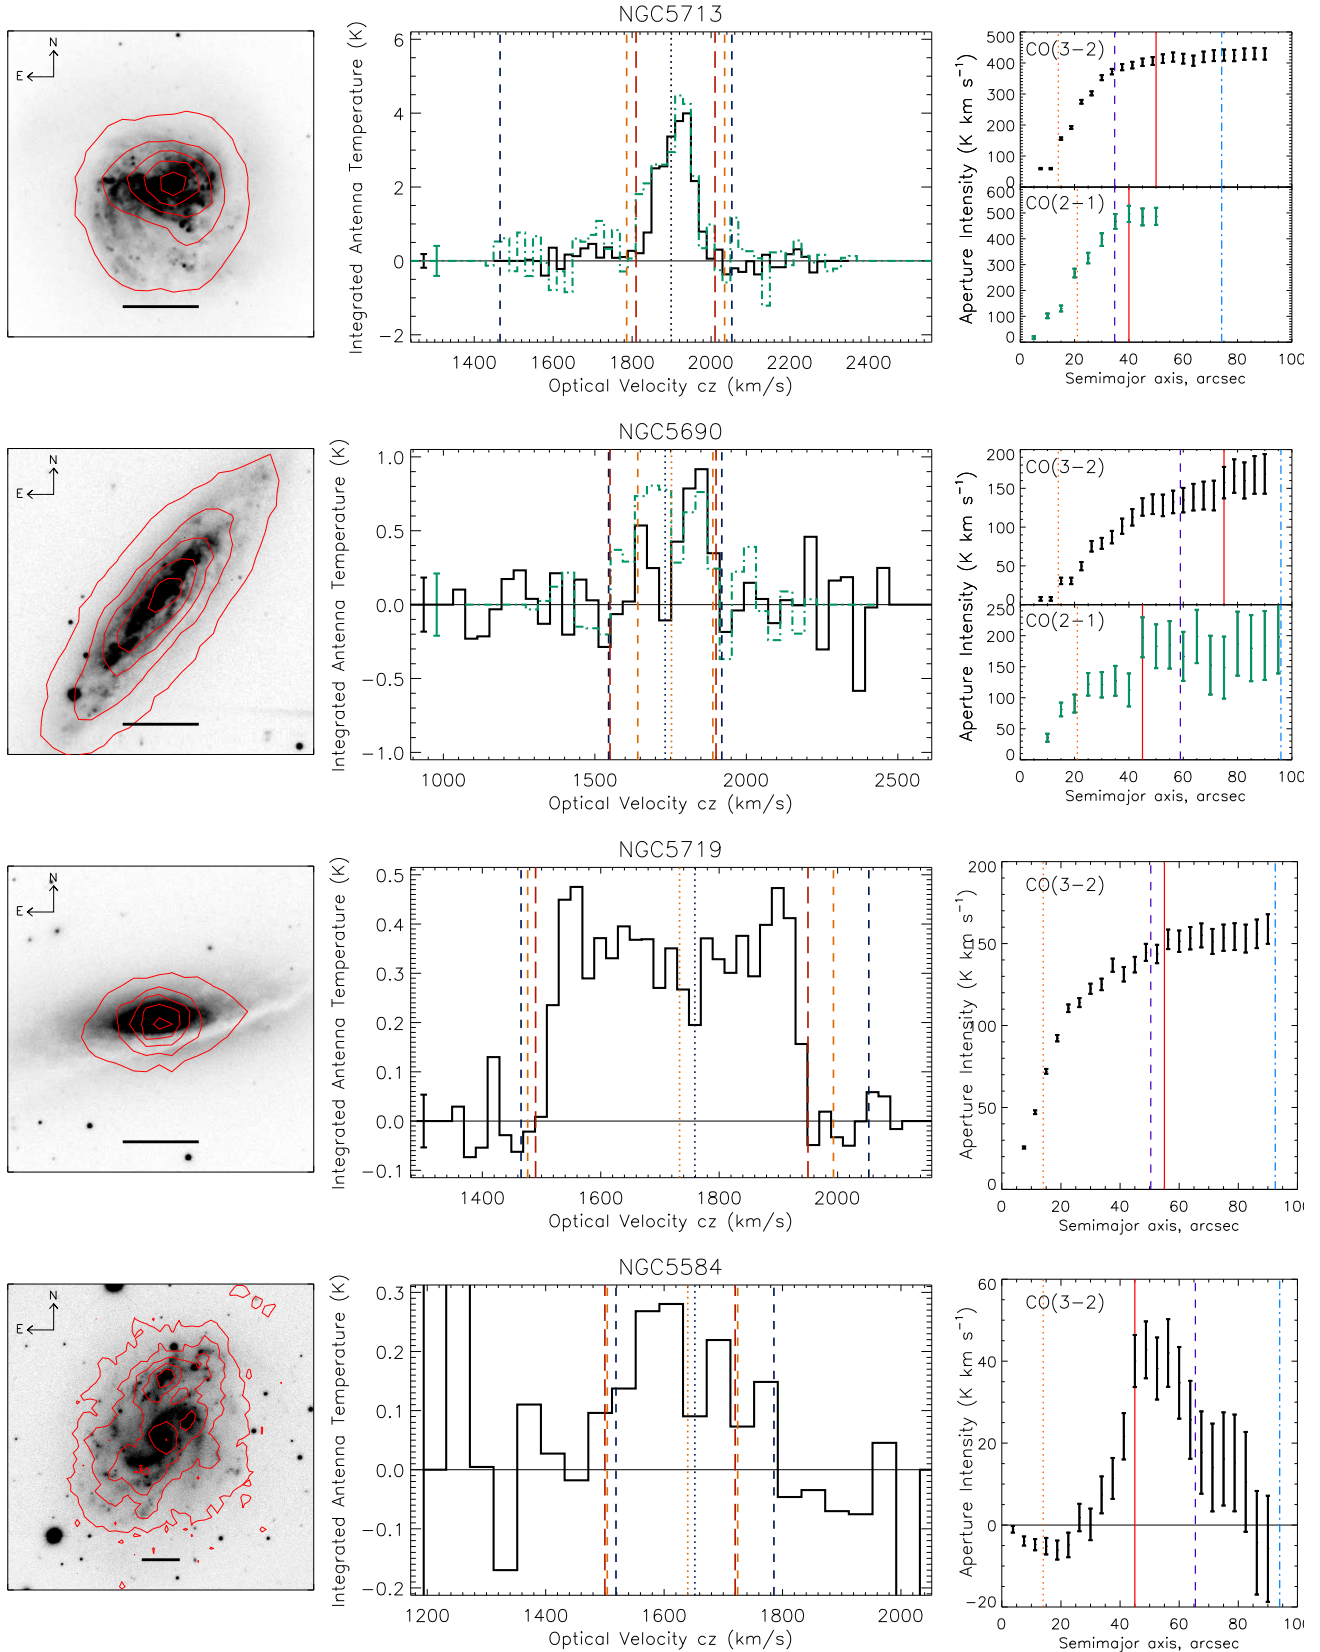 NGC5713
N
E
Integrated Antenna Temperature (K)
6
4
2
0
−2
1400 1600 1800 2000 2200 2400
Optical Velocity cz (km/s)
Aperture Intensity (K km s⁻¹)
CO(3−2)
500
400
300
200
100
0
CO(2−1)
600
500
400
300
200
100
0
0 20 40 60 80 100
Semimajor axis, arcsec
NGC5690
N
E
Integrated Antenna Temperature (K)
1.0
0.5
0.0
−0.5
−1.0
1000 1500 2000 2500
Optical Velocity cz (km/s)
Aperture Intensity (K km s⁻¹)
CO(3−2)
200
150
100
50
0
CO(2−1)
250
200
150
100
50
0
0 20 40 60 80 100
Semimajor axis, arcsec
NGC5719
N
E
Integrated Antenna Temperature (K)
0.5
0.4
0.3
0.2
0.1
0.0
−0.1
1400 1600 1800 2000
Optical Velocity cz (km/s)
Aperture Intensity (K km s⁻¹)
CO(3−2)
200
150
100
50
0
0 20 40 60 80 100
Semimajor axis, arcsec
NGC5584
N
E
Integrated Antenna Temperature (K)
0.3
0.2
0.1
0.0
−0.1
−0.2
1200 1400 1600 1800 2000
Optical Velocity cz (km/s)
Aperture Intensity (K km s⁻¹)
CO(3−2)
60
40
20
0
−20
0 20 40 60 80 100
Semimajor axis, arcsec